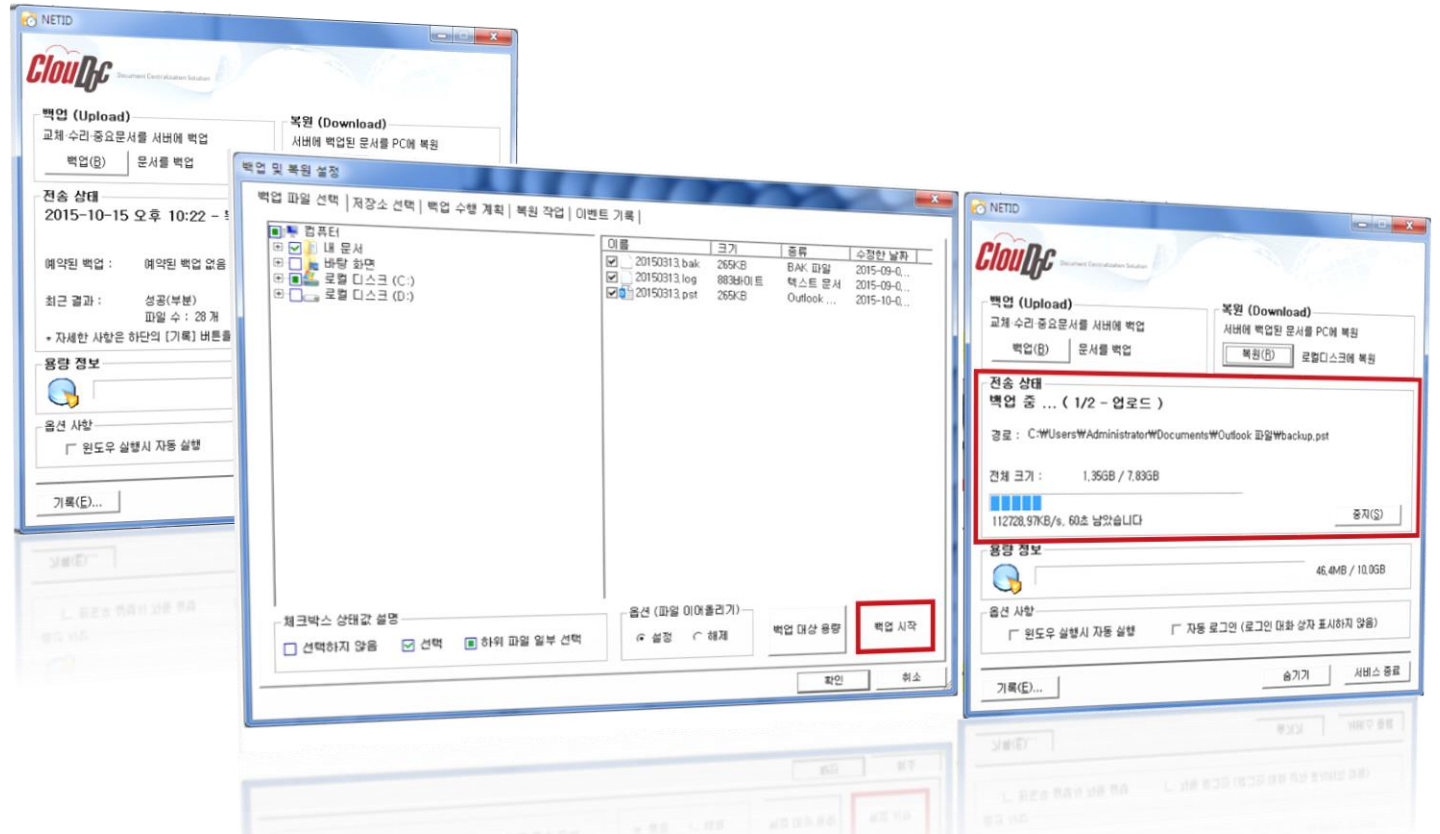 NETID
ClouDoc Document Centralization Solution
백업 (Upload)
교체·수리·중요문서를 서버에 백업
백업(B) 문서를 백업
복원 (Download)
서버에 백업된 문서를 PC에 복원
전송 상태
2015-10-15 오후 10:22 -
예약된 백업 : 예약된 백업 없음
최근 결과 : 성공(부분)
파일 수 : 28 개
* 자세한 사항은 하단의 [기록] 버튼을
용량 정보
옵션 사항
윈도우 실행시 자동 실행
기록(E)...
백업 및 복원 설정
백업 파일 선택 | 저장소 선택 | 백업 수행 계획 | 복원 작업 | 이벤트 기록 |
컴퓨터
내 문서
바탕 화면
로컬 디스크 (C:)
로컬 디스크 (D:)
이름 크기 종류 수정한 날짜
20150313.bak 265KB BAK 파일 2015-09-0...
20150313.log 883바이트 텍스트 문서 2015-09-0...
20150313.pst 265KB Outlook ... 2015-10-0...
체크박스 상태값 설명
선택하지 않음 선택 하위 파일 일부 선택
옵션 (파일 이어올리기)
설정 해제
백업 대상 용량
백업 시작
확인 취소
NETID
ClouDoc Document Centralization Solution
백업 (Upload)
교체·수리·중요문서를 서버에 백업
백업(B) 문서를 백업
복원 (Download)
서버에 백업된 문서를 PC에 복원
복원(R) 로컬디스크에 복원
전송 상태
백업 중 ... ( 1/2 - 업로드 )
경로 : C:₩Users₩Administrator₩Documents₩Outlook 파일₩backup.pst
전체 크기 : 1.35GB / 7.83GB
112728.97KB/s, 60초 남았습니다
중지(S)
용량 정보
46.4MB / 10.0GB
옵션 사항
윈도우 실행시 자동 실행 자동 로그인 (로그인 대화 상자 표시하지 않음)
기록(E)... 숨기기 서비스 종료